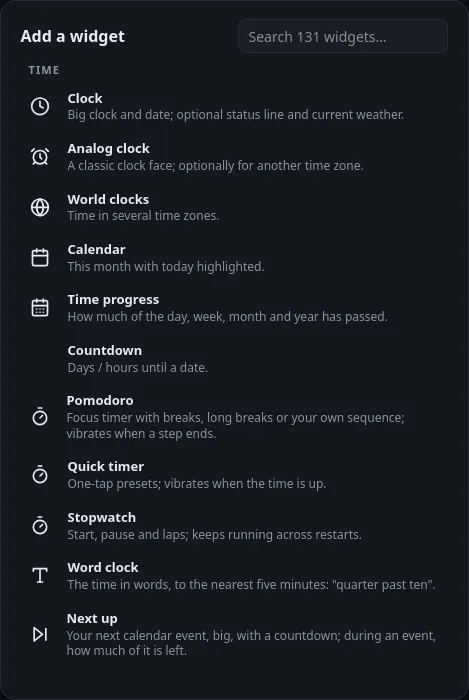 Add a widget
Search 131 widgets...
TIME
Clock
Big clock and date; optional status line and current weather.
Analog clock
A classic clock face; optionally for another time zone.
World clocks
Time in several time zones.
Calendar
This month with today highlighted.
Time progress
How much of the day, week, month and year has passed.
Countdown
Days / hours until a date.
Pomodoro
Focus timer with breaks, long breaks or your own sequence;
vibrates when a step ends.
Quick timer
One-tap presets; vibrates when the time is up.
Stopwatch
Start, pause and laps; keeps running across restarts.
Word clock
The time in words, to the nearest five minutes: "quarter past ten".
Next up
Your next calendar event, big, with a countdown; during an event,
how much of it is left.